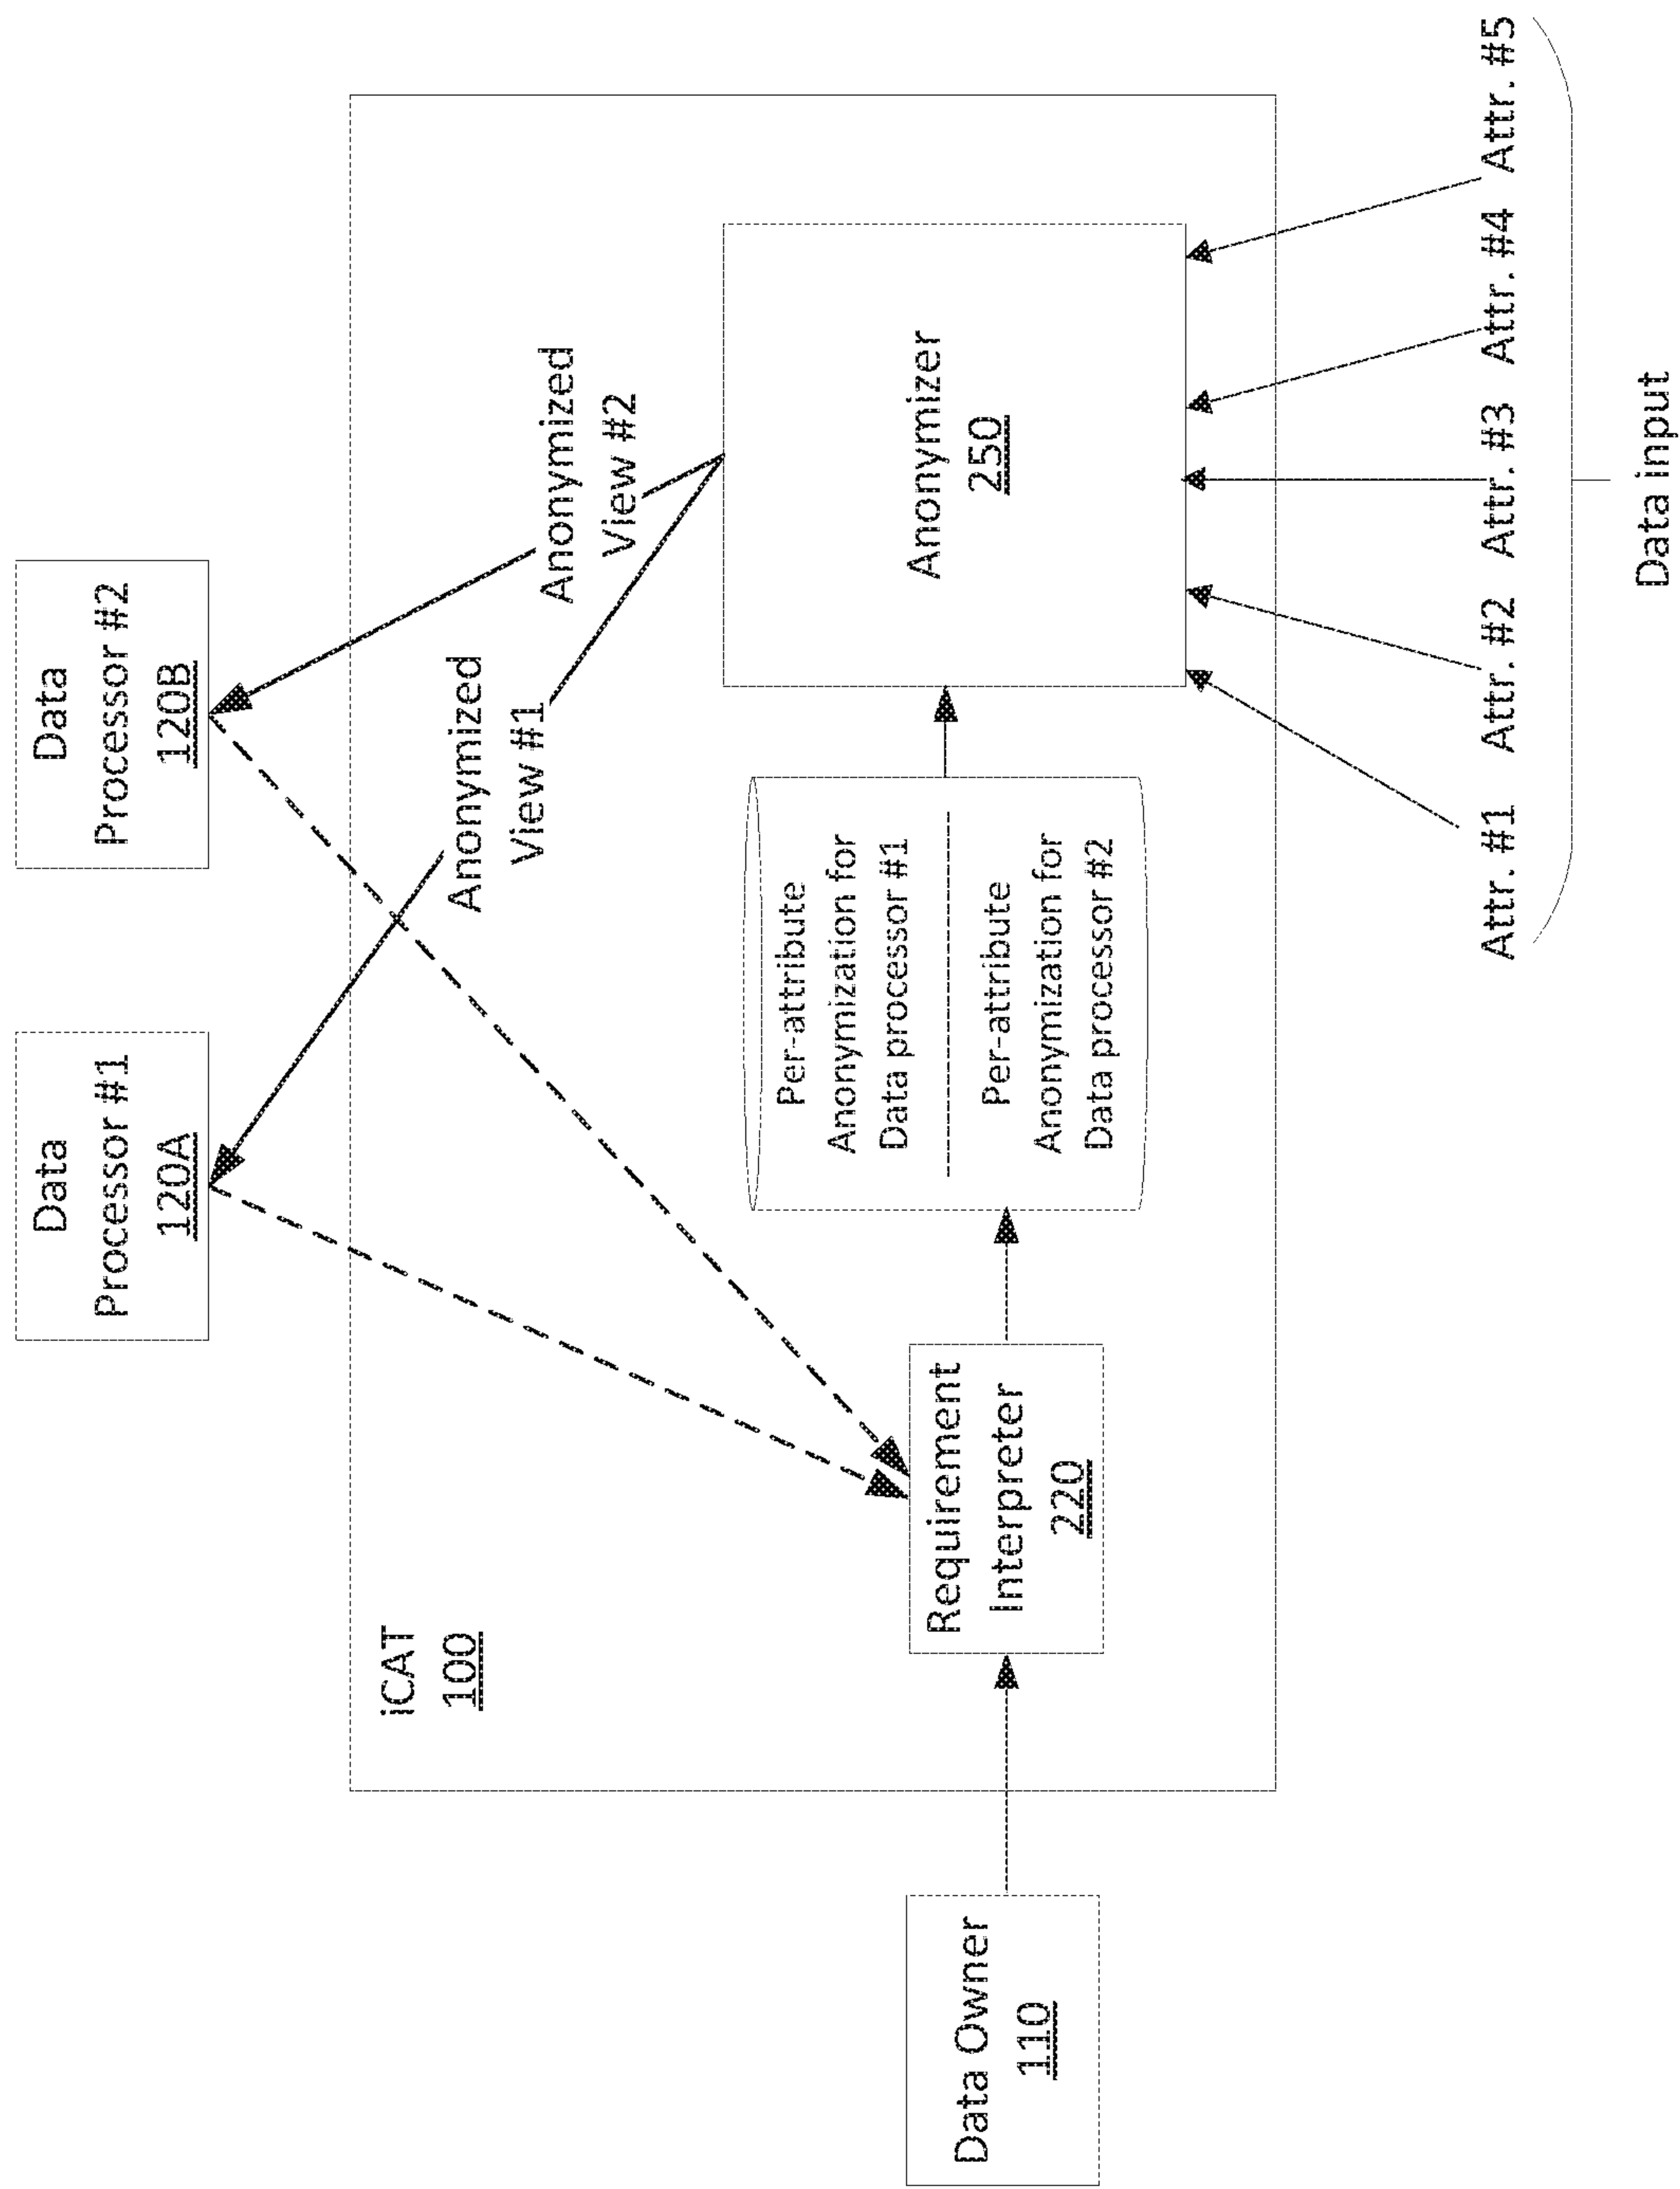 Data
Processor #1
120A
Data
Processor #2
120B
iCAT
100
Anonymized
View #1
Anonymized
View #2
Data Owner
110
Requirement
Interpreter
220
Per-attribute
Anonymization for
Data processor #1
Per-attribute
Anonymization for
Data processor #2
Anonymizer
250
Attr. #1 Attr. #2 Attr. #3 Attr. #4 Attr. #5
Data input